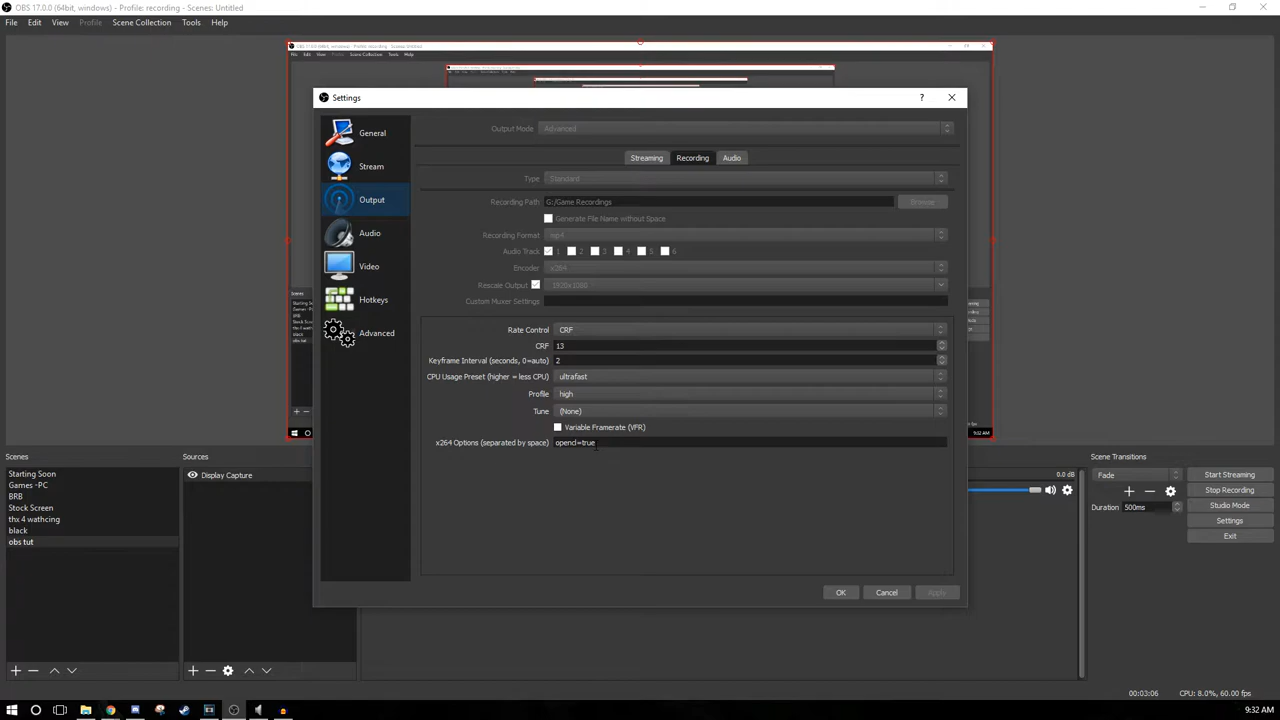 OBS 17.0.0 (64bit, windows) - Profile: recording - Scenes: Untitled
File Edit View Profile Scene Collection Tools Help
Settings
?
General
Stream
Output
Audio
Video
Hotkeys
Advanced
Output Mode Advanced
Streaming Recording Audio
Type Standard
Recording Path G:/Game Recordings Browse
Generate File Name without Space
Recording Format mp4
Audio Track 1 2 3 4 5 6
Encoder x264
Rescale Output 1920x1080
Custom Muxer Settings
Rate Control CRF
CRF 13
Keyframe Interval (seconds, 0=auto) 2
CPU Usage Preset (higher = less CPU) ultrafast
Profile high
Tune (None)
Variable Framerate (VFR)
x264 Options (separated by space) opencl=true
OK Cancel Apply
Scenes
Starting Soon
Games -PC
BRB
Stock Screen
thx 4 wathcing
black
obs tut
Sources
Display Capture
0.0 dB
Scene Transitions
Fade
Duration 500ms
Start Streaming
Stop Recording
Studio Mode
Settings
Exit
00:03:06 CPU: 8.0%, 60.00 fps
9:32 AM